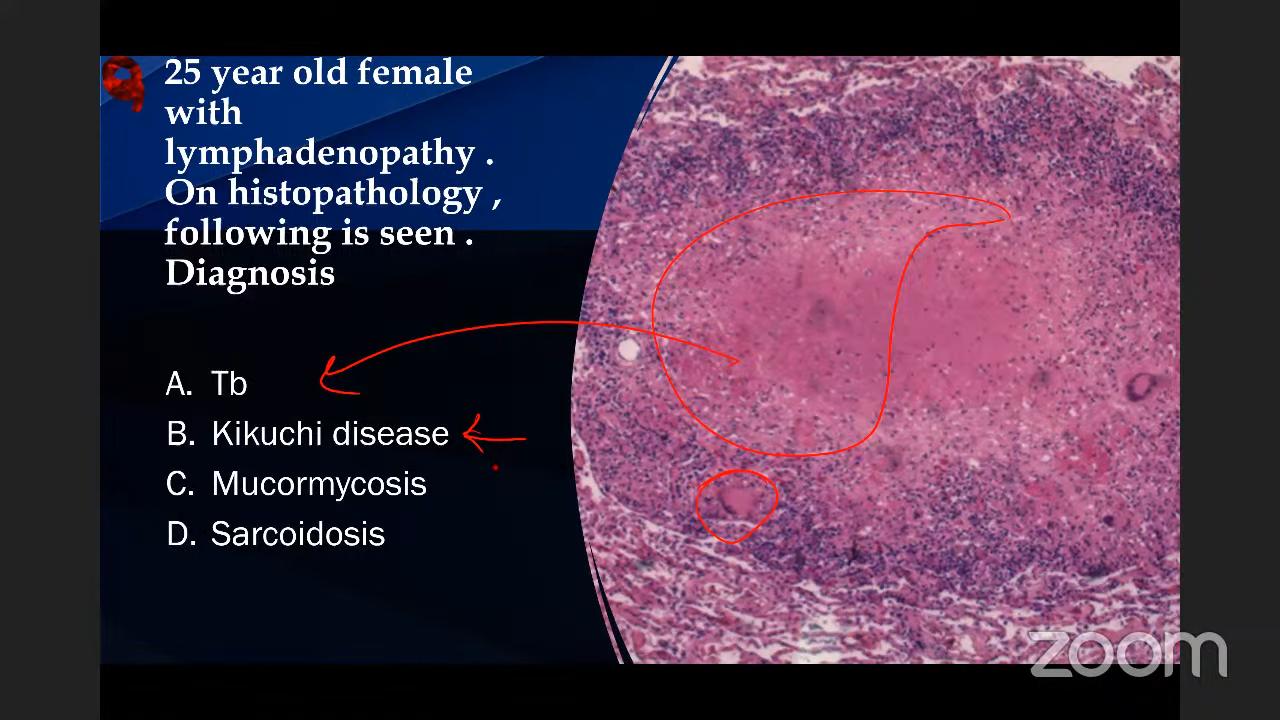 25 year old female
with
lymphadenopathy .
On histopathology ,
following is seen .
Diagnosis
A. Tb
B. Kikuchi disease
C. Mucormycosis
D. Sarcoidosis
zoom